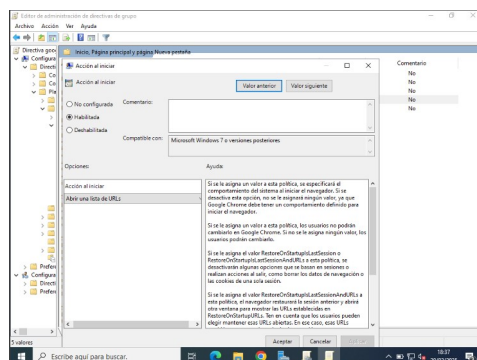 Editor de administración de directivas de grupo
Archivo Acción Ver Ayuda
Directiva geo
Inicio, Página principal y página Nueva pestaña
Configura
Directi
Co
Co
Pla
Acción al iniciar
Acción al iniciar
Valor anterior Valor siguiente
No configurada
Comentario:
Habilitada
Deshabilitada
Compatible con:
Microsoft Windows 7 o versiones posteriores
Opciones:
Ayuda:
Acción al iniciar
Abrir una lista de URLs
Si se le asigna un valor a esta política, se especificará el
comportamiento del sistema al iniciar el navegador. Si se
desactiva esta opción, no se le asignará ningún valor, ya que
Google Chrome debe tener un comportamiento definido para
iniciar el navegador.
Si se le asigna un valor a esta política, los usuarios no podrán
cambiarlo en Google Chrome. Si no se le asigna ningún valor, los
usuarios podrán cambiarlo.
Si se le asigna el valor RestoreOnStartupIsLastSession o
RestoreOnStartupIsLastSessionAndURLs a esta política, se
desactivarán algunas opciones que se basan en sesiones o
realizan acciones al salir, como borrar los datos de navegación o
las cookies de una sola sesión.
Si se le asigna el valor RestoreOnStartupIsLastSessionAndURLs a
esta política, el navegador restaurará la sesión anterior y abrirá
otra ventana para mostrar las URLs establecidas en
RestoreOnStartupURLs. Ten en cuenta que los usuarios pueden
elegir mantener esas URLs abiertas. En ese caso, esas URLs
Aceptar Cancelar
Comentario
No
No
No
No
No
Prefere
Configura
Directi
Prefere
5 valores
Escribe aquí para buscar.
18:37